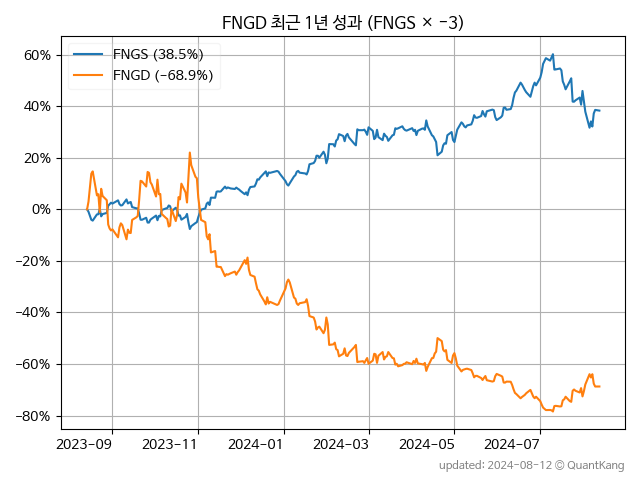 FNGD 최근 1년 성과 (FNGS × −3)
FNGS (38.5%)
FNGD (−68.9%)
60%
40%
20%
0%
−20%
−40%
−60%
−80%
2023-09 2023-11 2024-01 2024-03 2024-05 2024-07
updated: 2024-08-12 © QuantKang